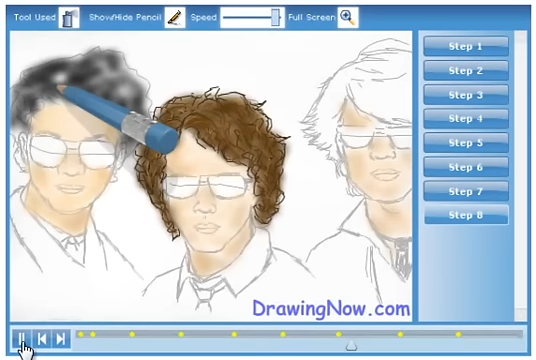 Tool Used Show/Hide Pencil Speed Full Screen
Step 1
Step 2
Step 3
Step 4
Step 5
Step 6
Step 7
Step 8
DrawingNow.com